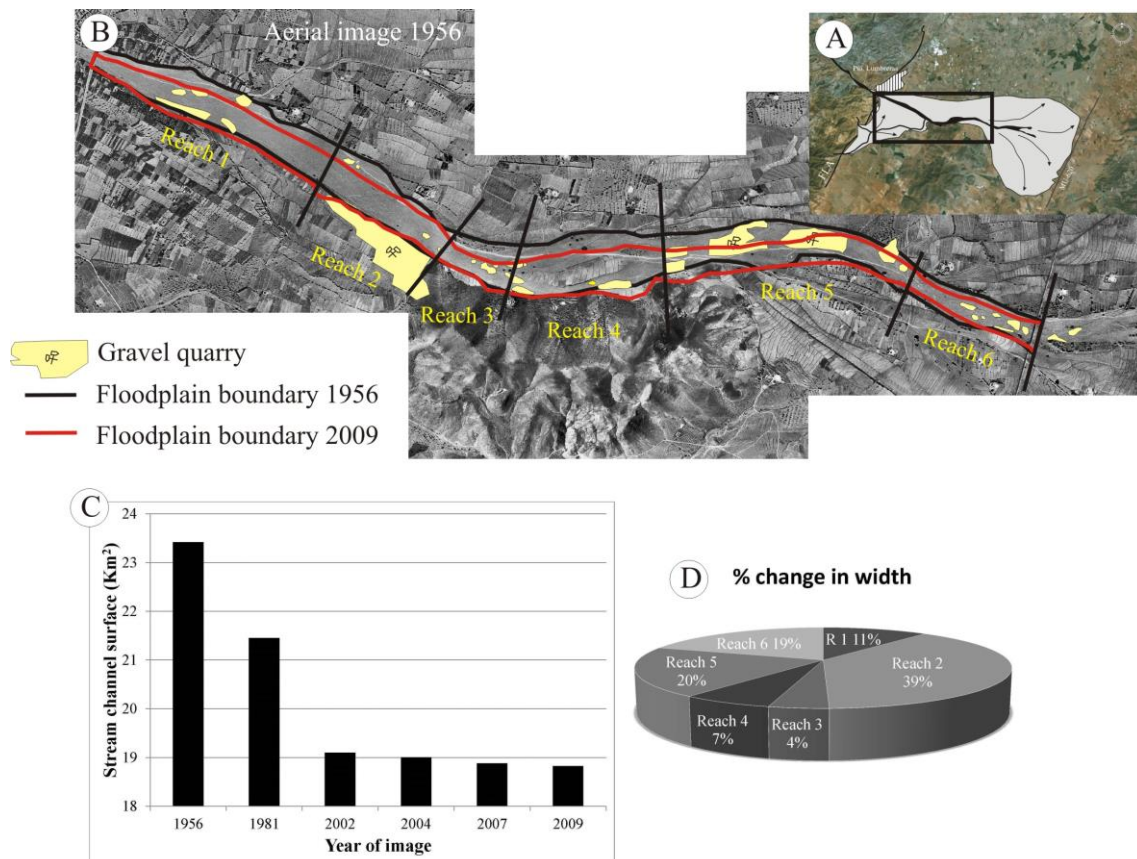 B
Aerial image 1956
A
Pto. Lumbreras
FLA
Reach 1
Reach 2
Reach 3
Reach 4
Reach 5
Reach 6
Gravel quarry
Floodplain boundary 1956
Floodplain boundary 2009
C
Stream channel surface (Km²)
24
23
22
21
20
19
18
1956
1981
2002
2004
2007
2009
Year of image
D
% change in width
Reach 6 19%
R 1 11%
Reach 5
20%
Reach 2
39%
Reach 4
7%
Reach 3
4%